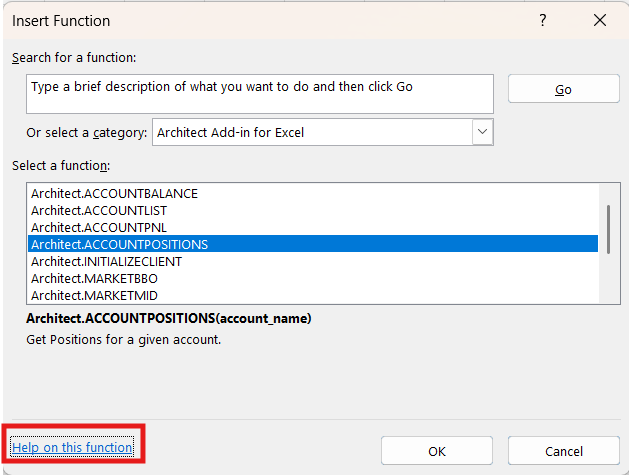 Insert Function
?
Search for a function:
Type a brief description of what you want to do and then click Go
Go
Or select a category:
Architect Add-in for Excel
Select a function:
Architect.ACCOUNTBALANCE
Architect.ACCOUNTLIST
Architect.ACCOUNTPNL
Architect.ACCOUNTPOSITIONS
Architect.INITIALIZECLIENT
Architect.MARKETBBO
Architect.MARKETMID
Architect.ACCOUNTPOSITIONS(account_name)
Get Positions for a given account.
Help on this function
OK
Cancel